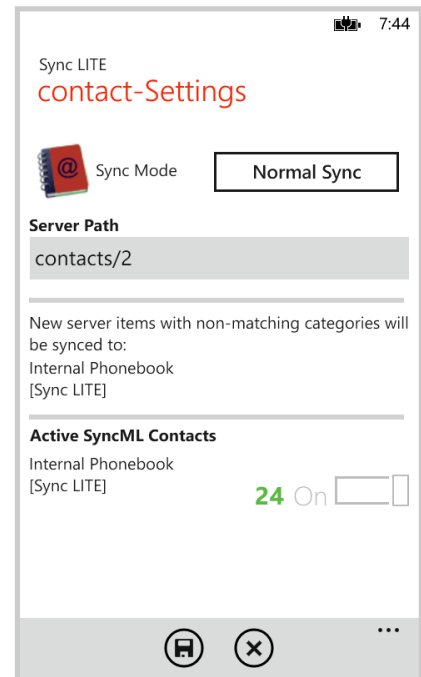 7:44
Sync LITE
contact-Settings
@
Sync Mode
Normal Sync
Server Path
contacts/2
New server items with non-matching categories will
be synced to:
Internal Phonebook
[Sync LITE]
Active SyncML Contacts
Internal Phonebook
[Sync LITE]
24 On
...